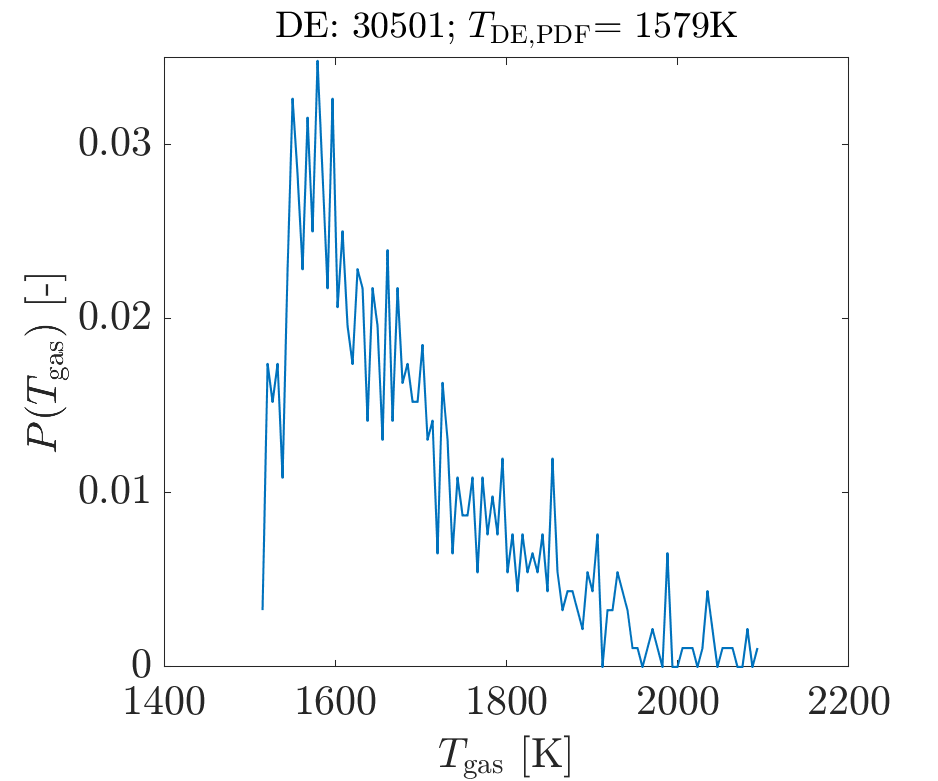 DE: 30501; T_DE,PDF= 1579K
P(T_gas) [-]
0.03
0.02
0.01
0
1400 1600 1800 2000 2200
T_gas [K]